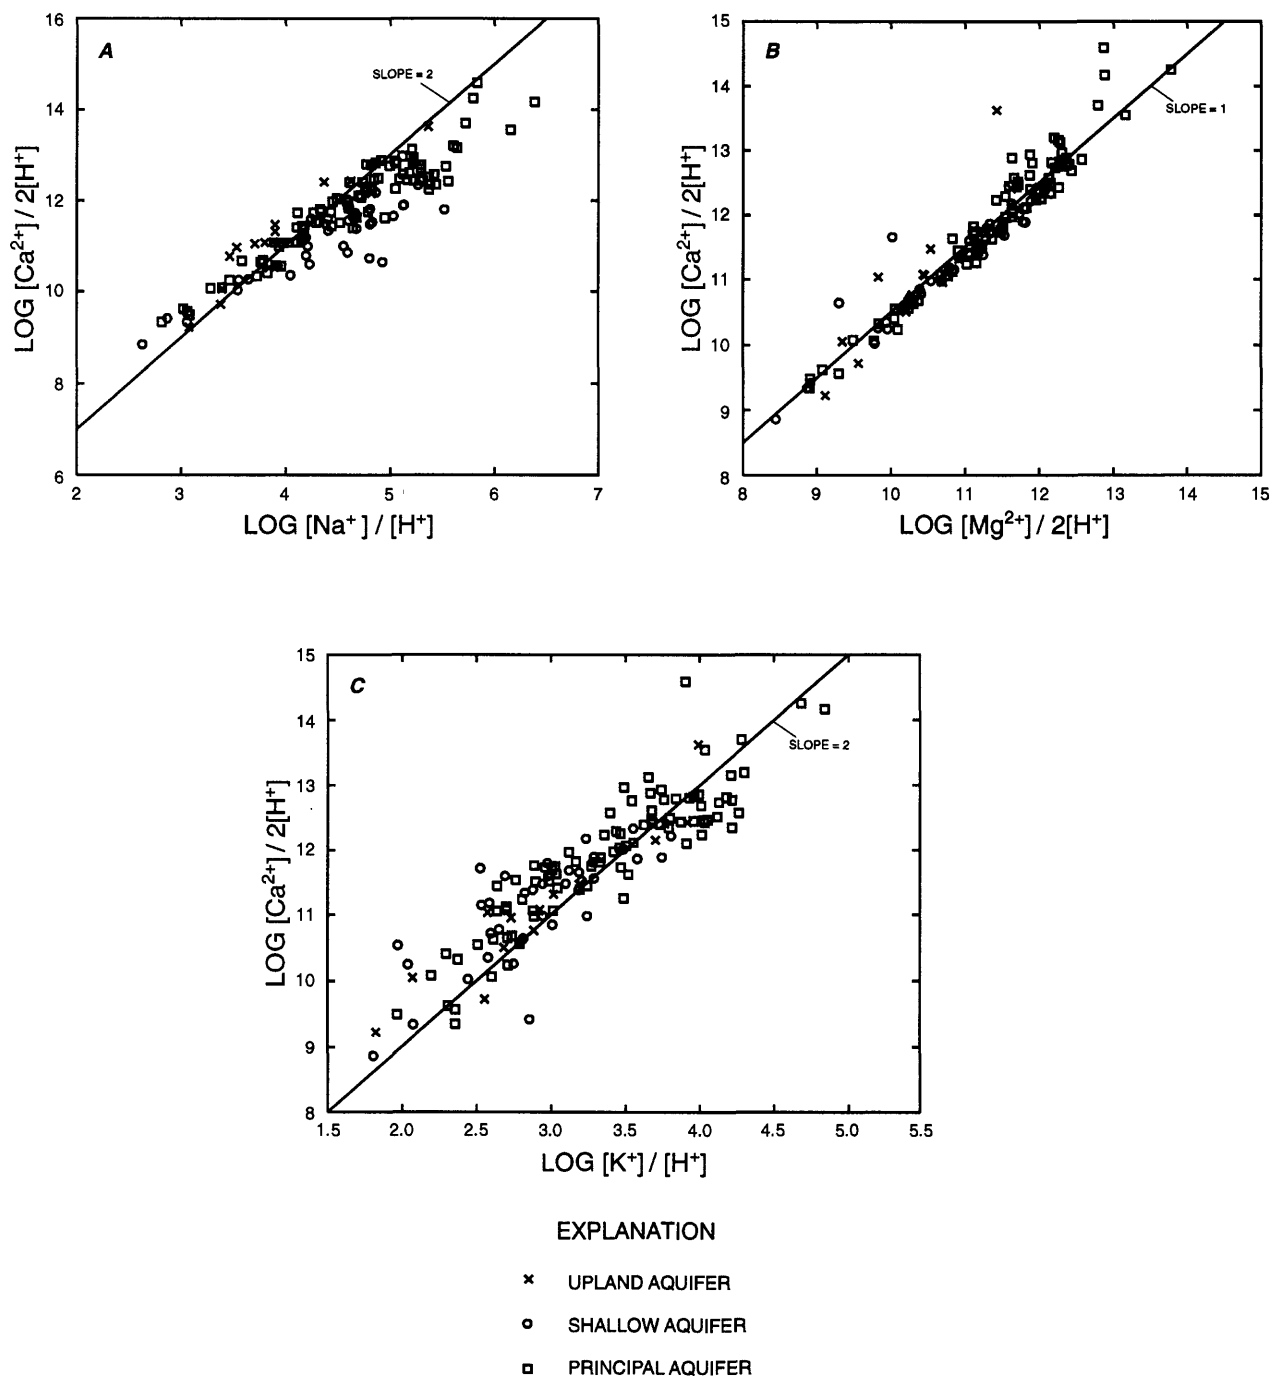 A
SLOPE = 2
16
14
12
10
8
6
2
3
4
5
6
7
LOG [Ca²⁺] / 2[H⁺]
LOG [Na⁺] / [H⁺]
B
SLOPE = 1
15
14
13
12
11
10
9
8
8
9
10
11
12
13
14
15
LOG [Ca²⁺] / 2[H⁺]
LOG [Mg²⁺] / 2[H⁺]
C
SLOPE = 2
15
14
13
12
11
10
9
8
1.5
2.0
2.5
3.0
3.5
4.0
4.5
5.0
5.5
LOG [Ca²⁺] / 2[H⁺]
LOG [K⁺] / [H⁺]
EXPLANATION
UPLAND AQUIFER
SHALLOW AQUIFER
PRINCIPAL AQUIFER